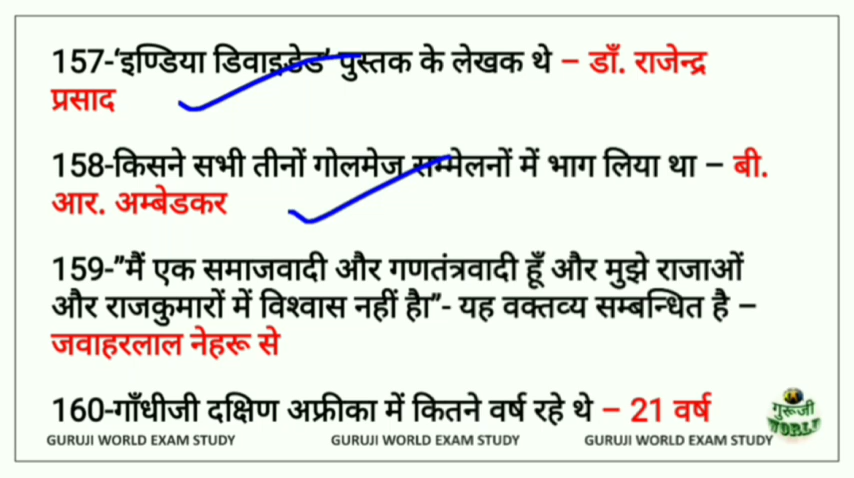 157-‘इण्डिया डिवाइडेड’ पुस्तक के लेखक थे – डॉ. राजेन्द्र
प्रसाद
158-किसने सभी तीनों गोलमेज सम्मेलनों में भाग लिया था – बी.
आर. अम्बेडकर
159-”मैं एक समाजवादी और गणतंत्रवादी हूँ और मुझे राजाओं
और राजकुमारों में विश्वास नहीं है।”- यह वक्तव्य सम्बन्धित है –
जवाहरलाल नेहरू से
160-गाँधीजी दक्षिण अफ्रीका में कितने वर्ष रहे थे – 21 वर्ष
गुरूजी
WORLD
GURUJI WORLD EXAM STUDY GURUJI WORLD EXAM STUDY GURUJI WORLD EXAM STUDY